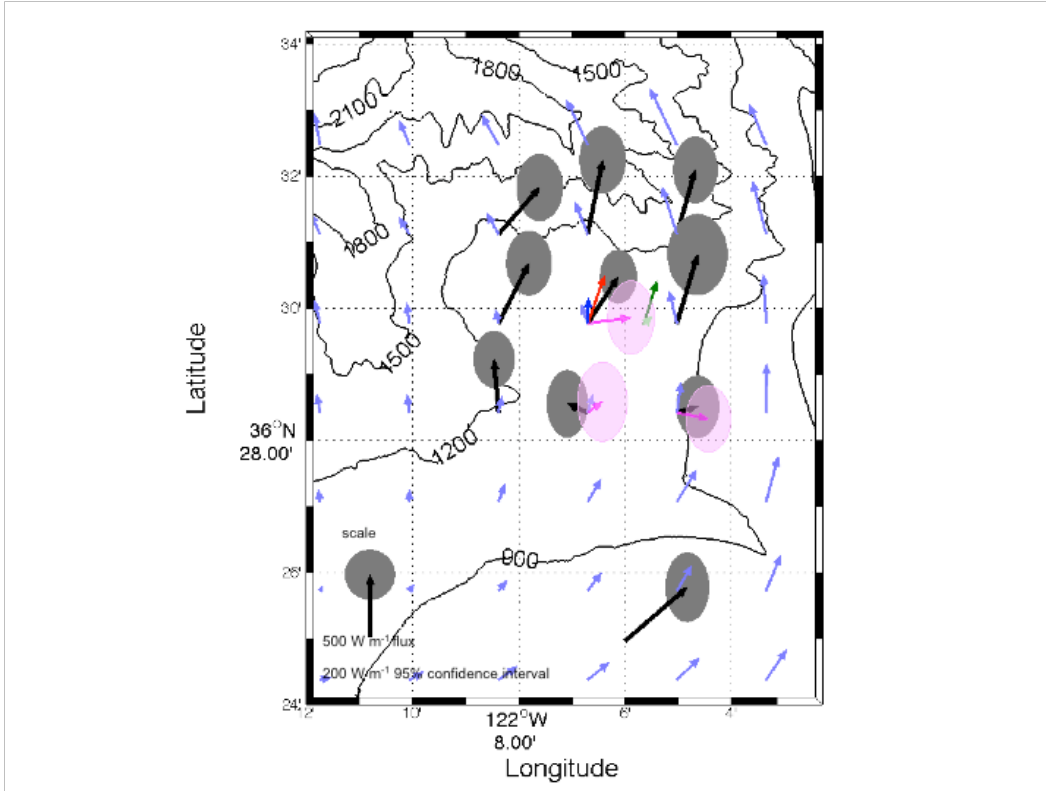 34'
1800
1500
2100
32'
1800
30'
1500
Latitude
36°N
28.00'
1200
scale
900
26'
500 W m⁻¹ flux
200 W m⁻¹ 95% confidence interval
24'
12'
10'
122°W
8.00'
6'
4'
Longitude